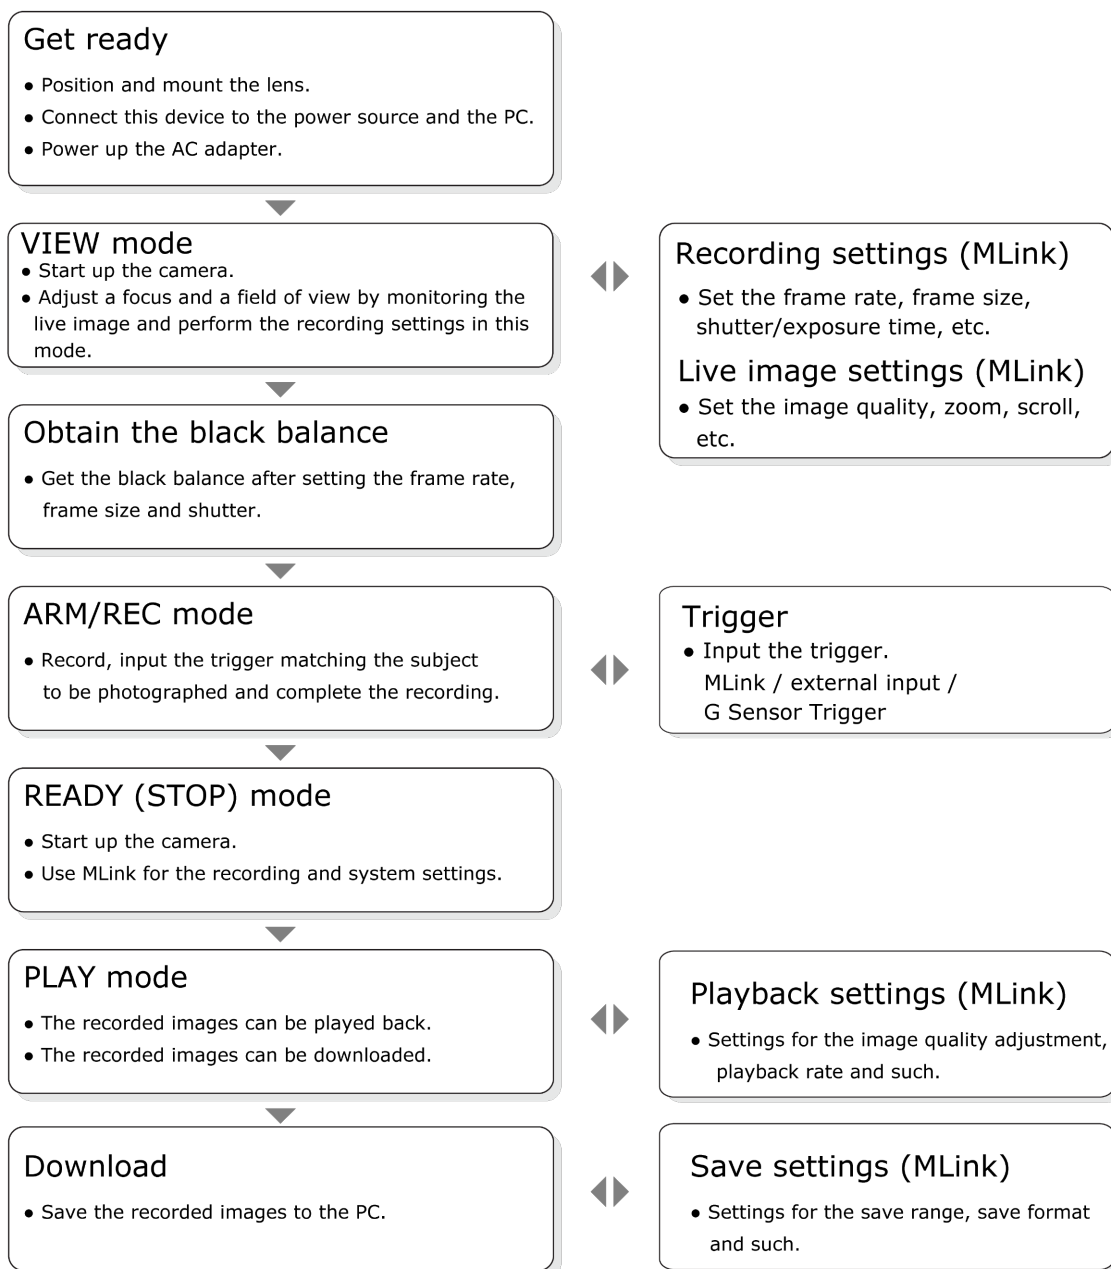 Get ready
● Position and mount the lens.
● Connect this device to the power source and the PC.
● Power up the AC adapter.
VIEW mode
● Start up the camera.
● Adjust a focus and a field of view by monitoring the
live image and perform the recording settings in this
mode.
Recording settings (MLink)
● Set the frame rate, frame size,
shutter/exposure time, etc.
Live image settings (MLink)
● Set the image quality, zoom, scroll,
etc.
Obtain the black balance
● Get the black balance after setting the frame rate,
frame size and shutter.
ARM/REC mode
● Record, input the trigger matching the subject
to be photographed and complete the recording.
Trigger
● Input the trigger.
MLink / external input /
G Sensor Trigger
READY (STOP) mode
● Start up the camera.
● Use MLink for the recording and system settings.
PLAY mode
● The recorded images can be played back.
● The recorded images can be downloaded.
Playback settings (MLink)
● Settings for the image quality adjustment,
playback rate and such.
Download
● Save the recorded images to the PC.
Save settings (MLink)
● Settings for the save range, save format
and such.